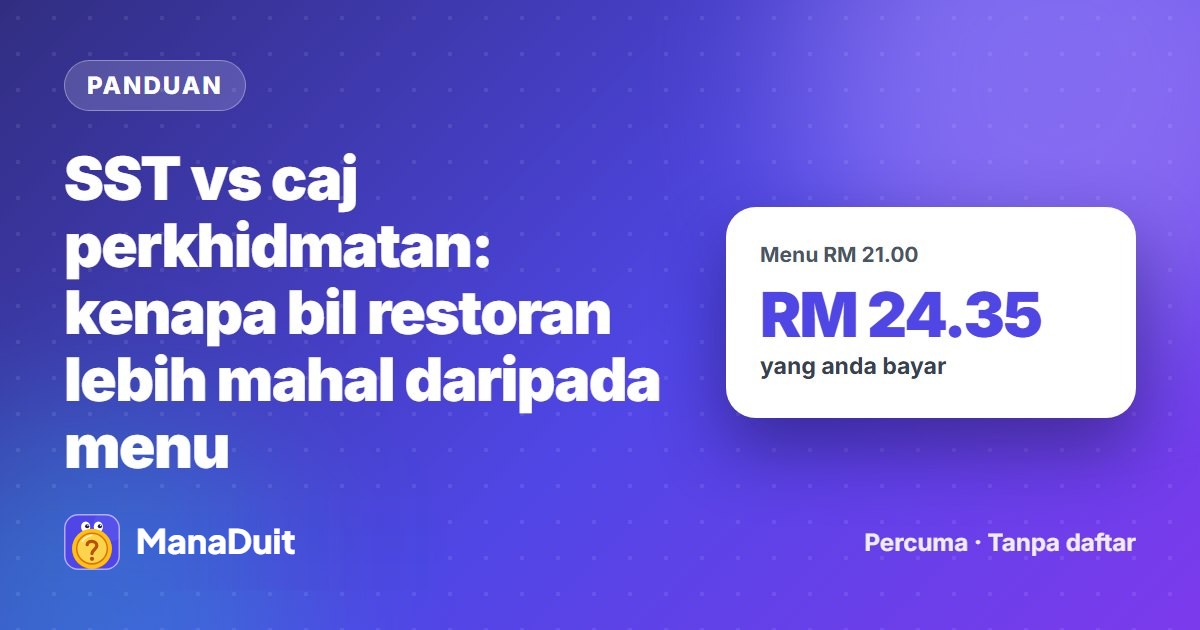 PANDUAN
SST vs caj
perkhidmatan:
kenapa bil restoran
lebih mahal daripada
menu
Menu RM 21.00
RM 24.35
yang anda bayar
?
ManaDuit
Percuma · Tanpa daftar